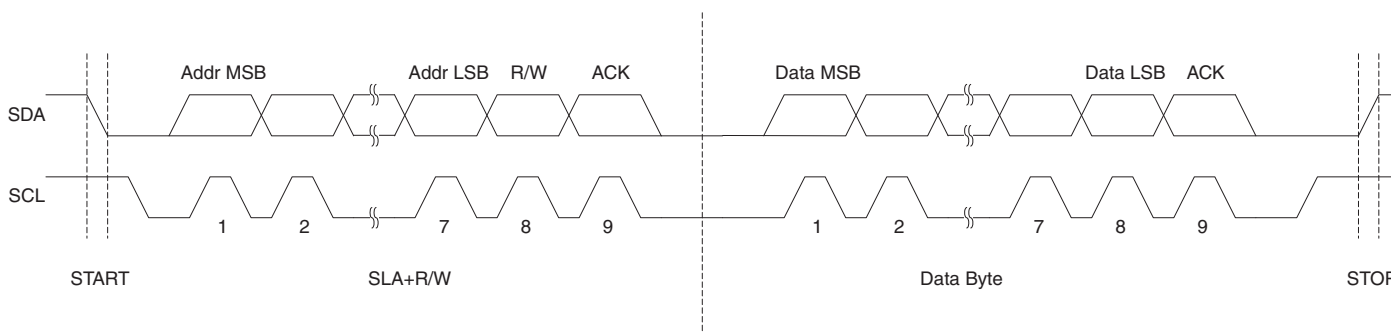 Addr MSB Addr LSB R/W ACK Data MSB Data LSB ACK
SDA
SCL
1 2 7 8 9 1 2 7 8 9
START SLA+R/W Data Byte STOP